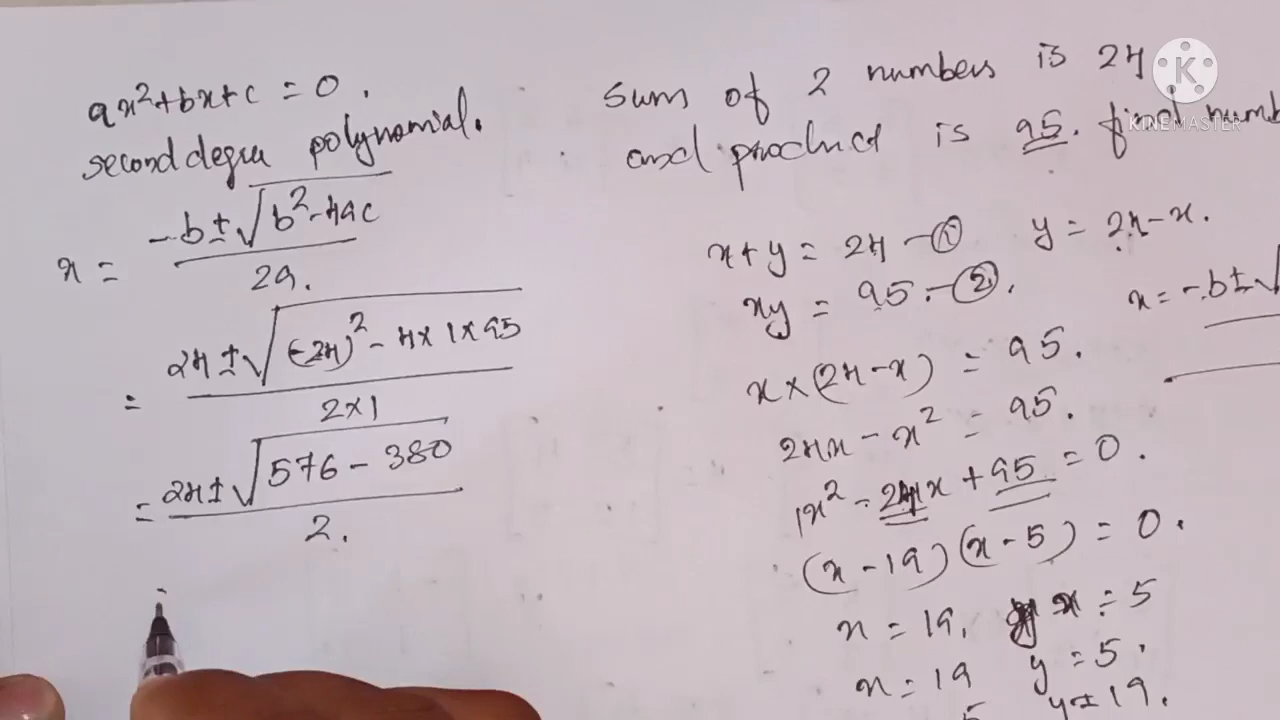 ax²+bx+c = 0.
second degree polynomial.
x = -b ± √b²-4ac
2a.
= 24 ± √(-24)² - 4 × 1 × 95
2×1
= 24 ± √576 - 380
2.
Sum of 2 numbers is 24
and product is 95. find
x + y = 24 - ①
y = 24 - x.
xy = 95. - ②.
x = -b ± √
x × (24 - x) = 95.
24x - x² = 95.
1x² - 24x + 95 = 0.
(x - 19) (x - 5) = 0.
x = 19, x = 5
x = 19 y = 5.
5 y = 19.
K
KINEMASTER